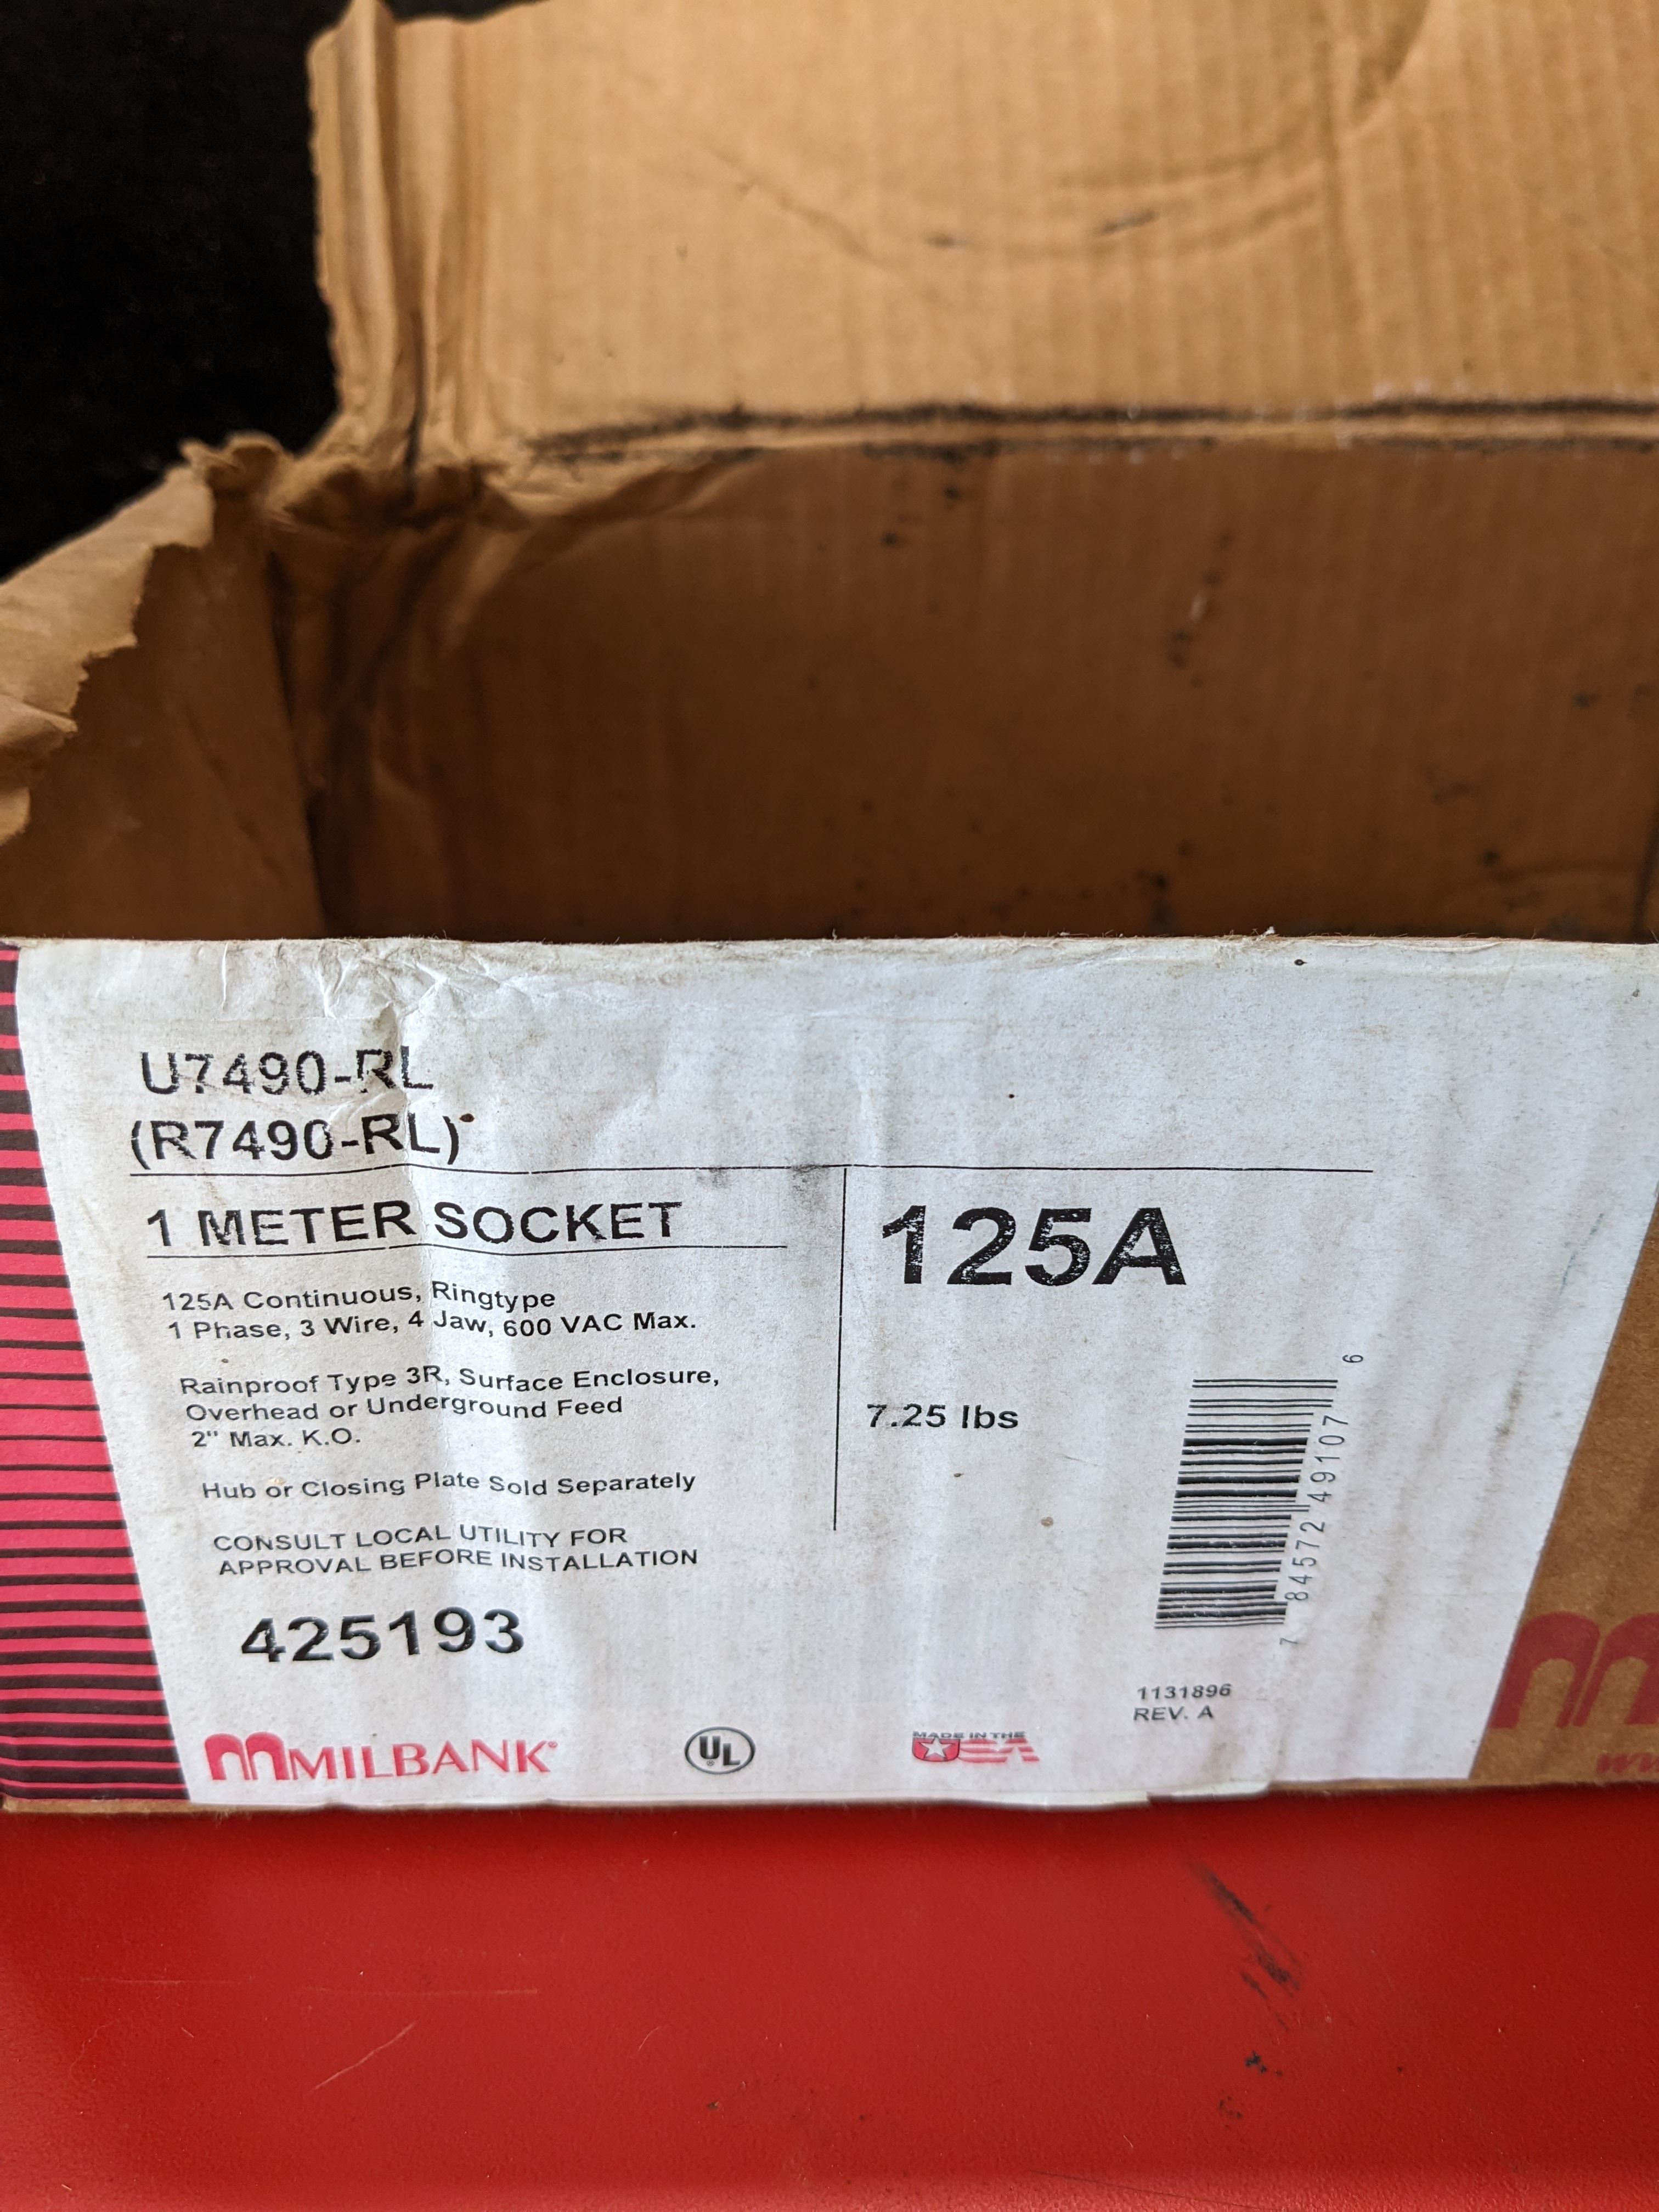 U7490-RL
(R7490-RL)
1 METER SOCKET
125A Continuous, Ringtype
1 Phase, 3 Wire, 4 Jaw, 600 VAC Max.
Rainproof Type 3R, Surface Enclosure,
Overhead or Underground Feed
2" Max. K.O.
Hub or Closing Plate Sold Separately
CONSULT LOCAL UTILITY FOR
APPROVAL BEFORE INSTALLATION
425193
MILBANK
UL
MADE IN THE
USA
125A
7.25 lbs
7 84572 49107 6
1131896
REV. A